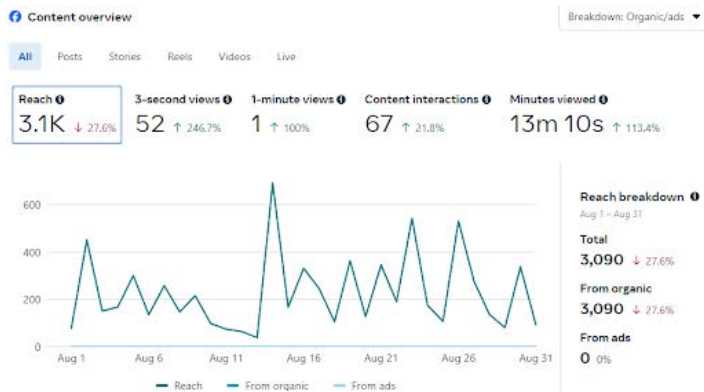 Content overview
Breakdown: Organic/ads
All Posts Stories Reels Videos Live
Reach 3-second views 1-minute views Content interactions Minutes viewed
3.1K ↓ 27.6% 52 ↑ 246.7% 1 ↑ 100% 67 ↑ 21.8% 13m 10s ↑ 113.4%
600
400
200
0
Aug 1 Aug 6 Aug 11 Aug 16 Aug 21 Aug 26 Aug 31
Reach From organic From ads
Reach breakdown
Aug 1 – Aug 31
Total
3,090 ↓ 27.6%
From organic
3,090 ↓ 27.6%
From ads
0 0%